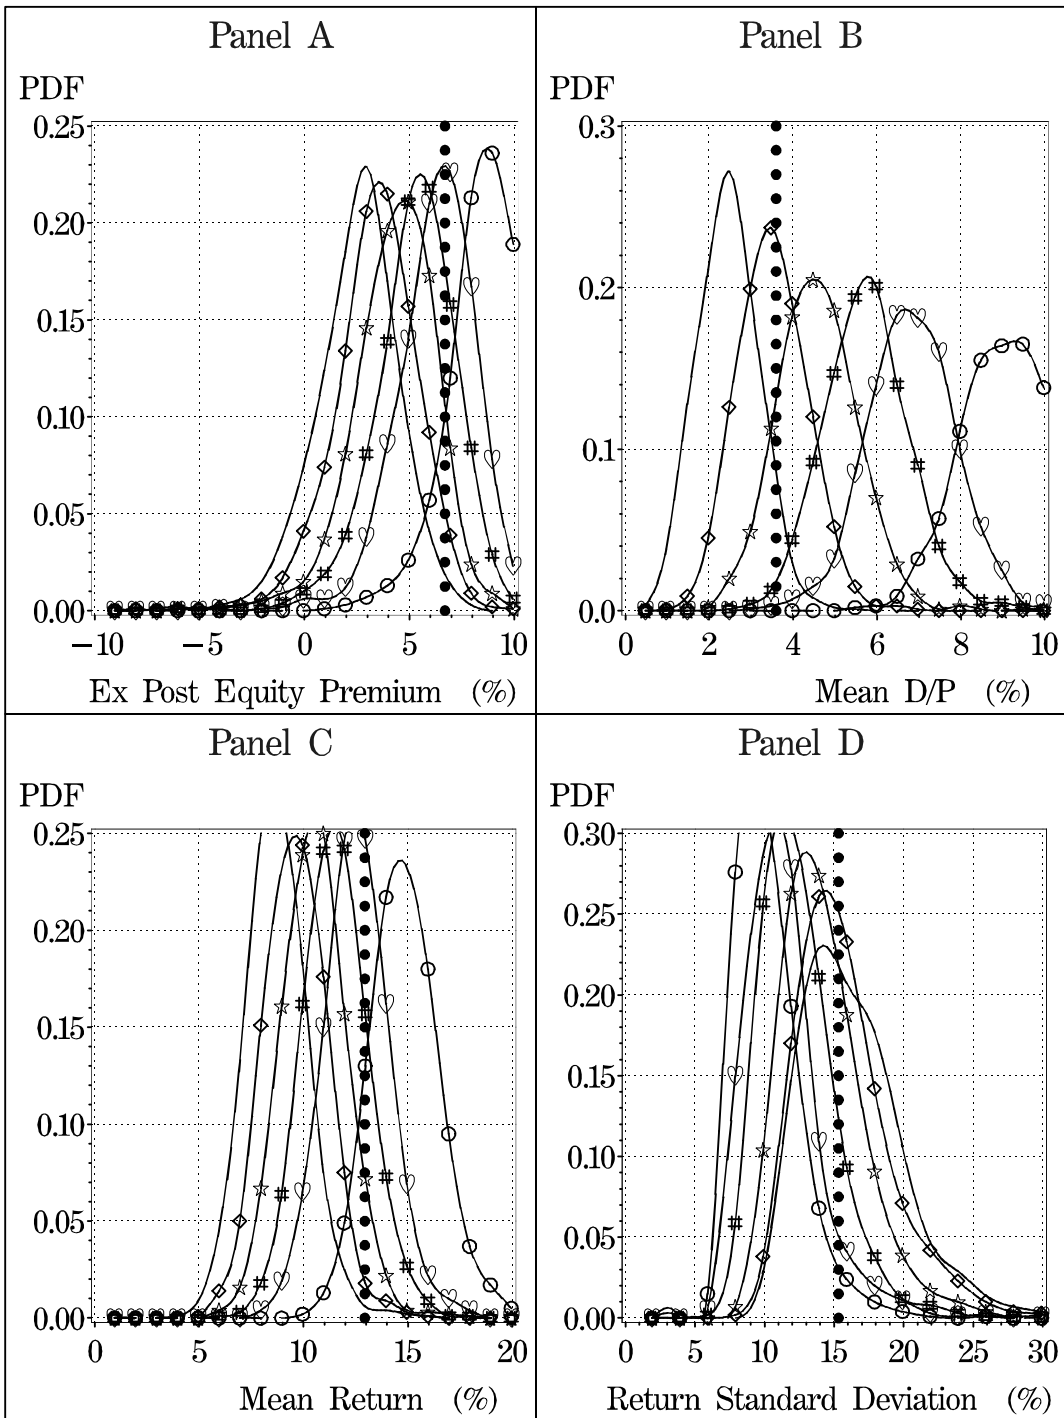 Panel A
PDF
0.25
0.20
0.15
0.10
0.05
0.00
−10 −5 0 5 10
Ex Post Equity Premium (%)
Panel B
PDF
0.3
0.2
0.1
0.0
0 2 4 6 8 10
Mean D/P (%)
Panel C
PDF
0.25
0.20
0.15
0.10
0.05
0.00
0 5 10 15 20
Mean Return (%)
Panel D
PDF
0.30
0.25
0.20
0.15
0.10
0.05
0.00
0 5 10 15 20 25 30
Return Standard Deviation (%)